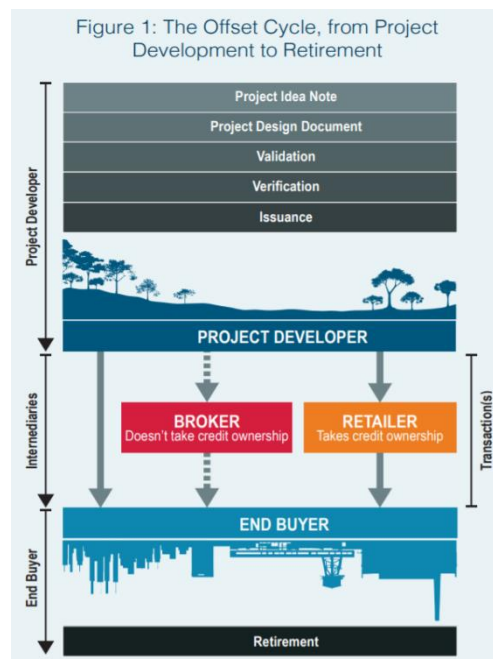 Figure 1: The Offset Cycle, from Project
Development to Retirement
Project Developer
Project Idea Note
Project Design Document
Validation
Verification
Issuance
PROJECT DEVELOPER
Internediaries
BROKER
Doesn't take credit ownership
RETAILER
Takes credit ownership
Transaction(s)
END BUYER
End Buyer
Retirement